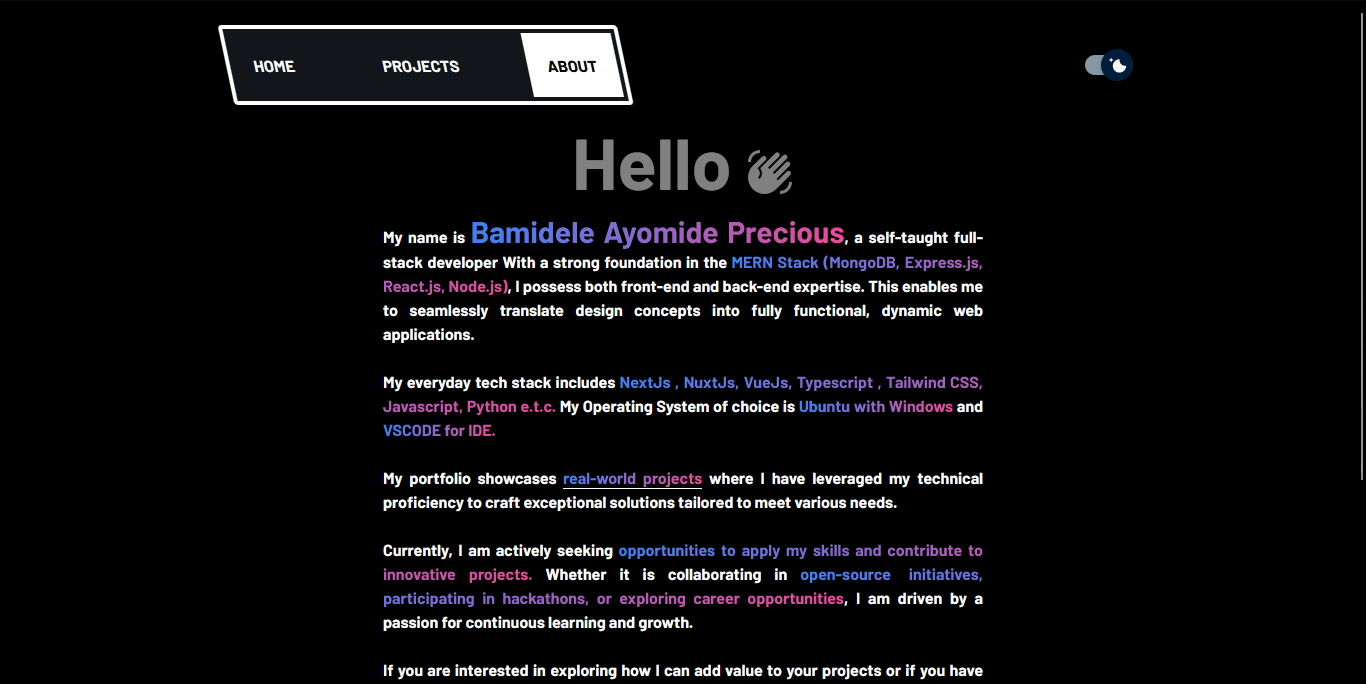 HOME PROJECTS ABOUT
Hello
My name is Bamidele Ayomide Precious, a self-taught full-
stack developer With a strong foundation in the MERN Stack (MongoDB, Express.js,
React.js, Node.js), I possess both front-end and back-end expertise. This enables me
to seamlessly translate design concepts into fully functional, dynamic web
applications.
My everyday tech stack includes NextJs , NuxtJs, VueJs, Typescript , Tailwind CSS,
Javascript, Python e.t.c. My Operating System of choice is Ubuntu with Windows and
VSCODE for IDE.
My portfolio showcases real-world projects where I have leveraged my technical
proficiency to craft exceptional solutions tailored to meet various needs.
Currently, I am actively seeking opportunities to apply my skills and contribute to
innovative projects. Whether it is collaborating in open-source initiatives,
participating in hackathons, or exploring career opportunities, I am driven by a
passion for continuous learning and growth.
If you are interested in exploring how I can add value to your projects or if you have